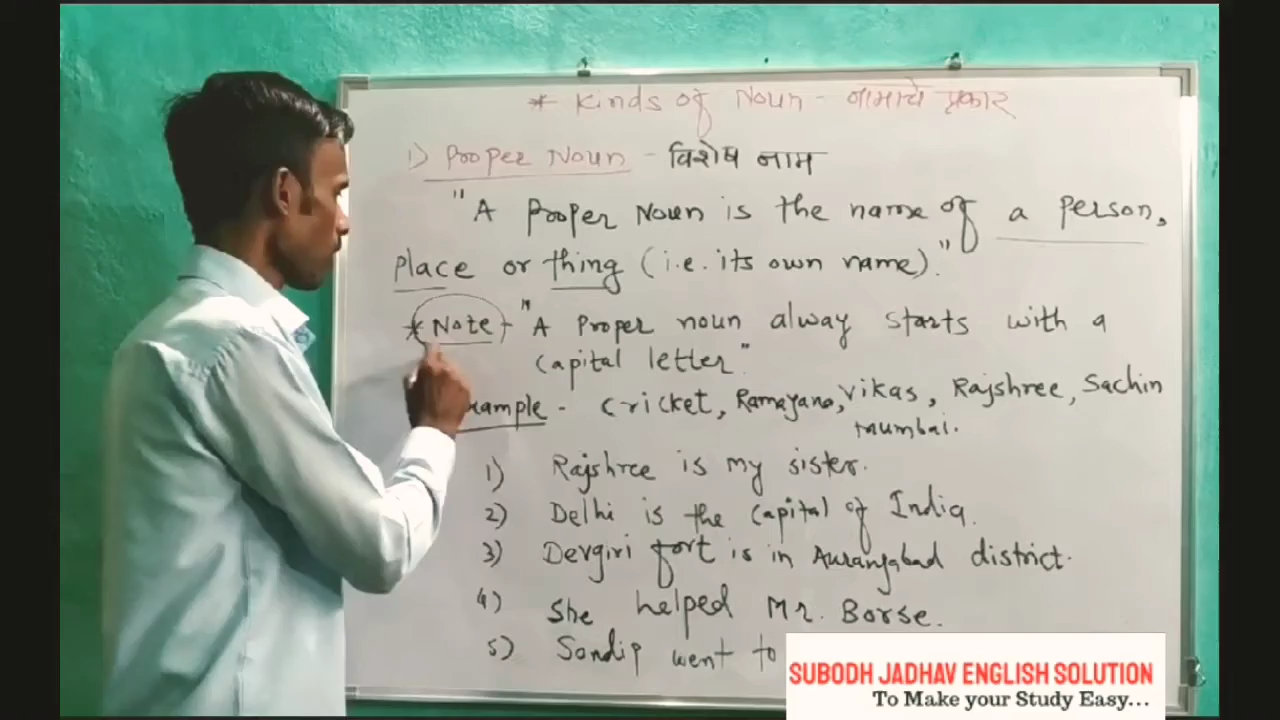 * Kinds of Noun - नामाचे प्रकार
1) Proper Noun - विशेष नाम
"A Proper Noun is the name of a person,
Place or thing (i.e. its own name)."
* Note - "A Proper noun alway starts with a
capital letter"
ample - Cricket, Ramayana, Vikas, Rajshree, Sachin
Mumbai.
1) Rajshree is my sister.
2) Delhi is the capital of India.
3) Devgiri fort is in Aurangabad district.
4) She helped Mr. Borse.
5) Sandip went to
SUBODH JADHAV ENGLISH SOLUTION
To Make your Study Easy...